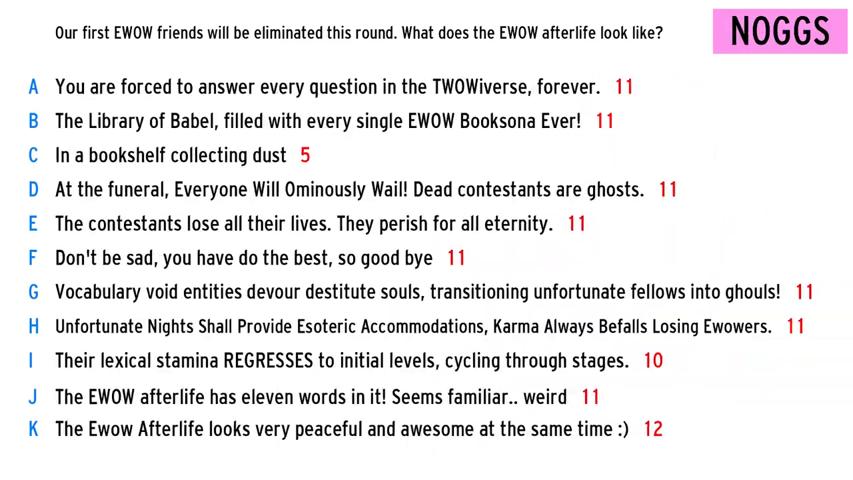 Our first EWOW friends will be eliminated this round. What does the EWOW afterlife look like?
NOGGS
A You are forced to answer every question in the TWOWiverse, forever. 11
B The Library of Babel, filled with every single EWOW Booksona Ever! 11
C In a bookshelf collecting dust 5
D At the funeral, Everyone Will Ominously Wail! Dead contestants are ghosts. 11
E The contestants lose all their lives. They perish for all eternity. 11
F Don't be sad, you have do the best, so good bye 11
G Vocabulary void entities devour destitute souls, transitioning unfortunate fellows into ghouls! 11
H Unfortunate Nights Shall Provide Esoteric Accommodations, Karma Always Befalls Losing Ewowers. 11
I Their lexical stamina REGRESSES to initial levels, cycling through stages. 10
J The EWOW afterlife has eleven words in it! Seems familiar.. weird 11
K The Ewow Afterlife looks very peaceful and awesome at the same time :) 12